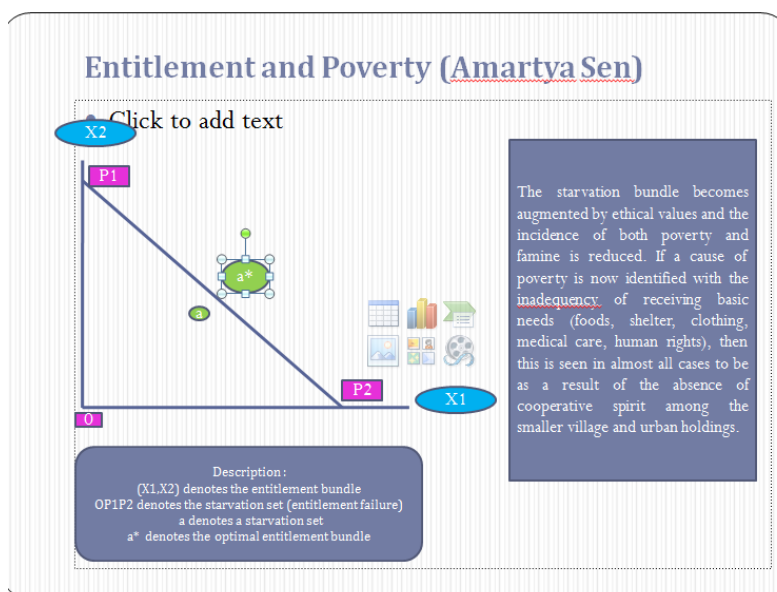 Entitlement and Poverty (Amartya Sen)
Click to add text
X2
P1
a*
a
P2
X1
0
The starvation bundle becomes
augmented by ethical values and the
incidence of both poverty and
famine is reduced. If a cause of
poverty is now identified with the
inadequency of receiving basic
needs (foods, shelter, clothing,
medical care, human rights), then
this is seen in almost all cases to be
as a result of the absence of
cooperative spirit among the
smaller village and urban holdings.
Description :
(X1,X2) denotes the entitlement bundle
OP1P2 denotes the starvation set (entitlement failure)
a denotes a starvation set
a* denotes the optimal entitlement bundle